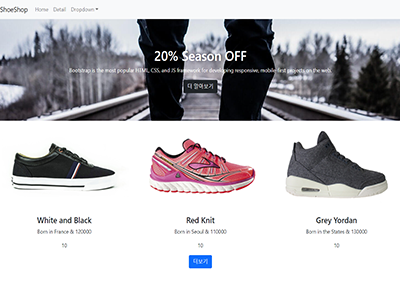 ShoeShop Home Detail Dropdown
20% Season OFF
Bootstrap is the most popular HTML, CSS, and JS framework for developing responsive, mobile-first projects on the web.
더 알아보기
White and Black Red Knit Grey Yordan
Born in France & 120000 Born in Seoul & 110000 Born in the States & 130000
10 10 10
더보기